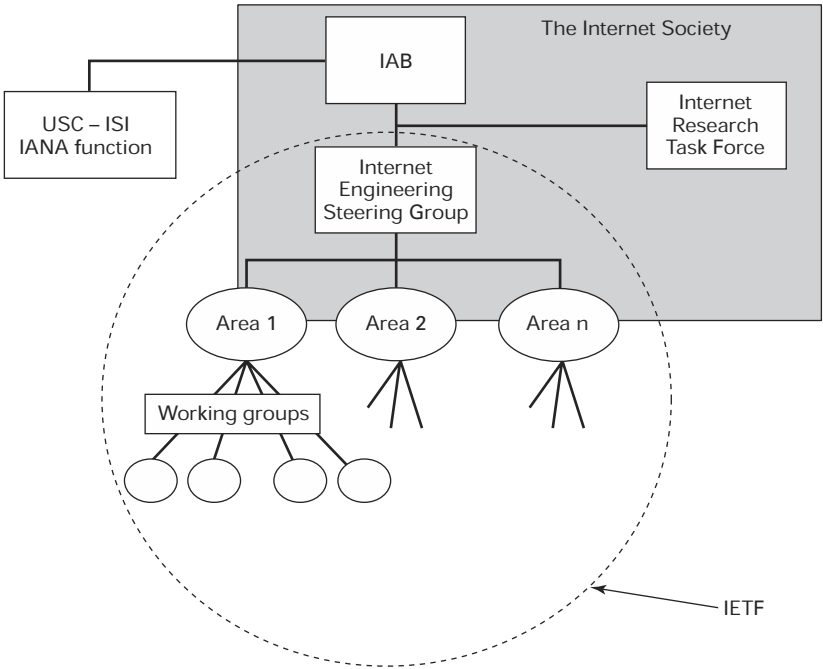 The Internet Society
IAB
USC – ISI
IANA function
Internet
Research
Task Force
Internet
Engineering
Steering Group
Area 1
Area 2
Area n
Working groups
IETF